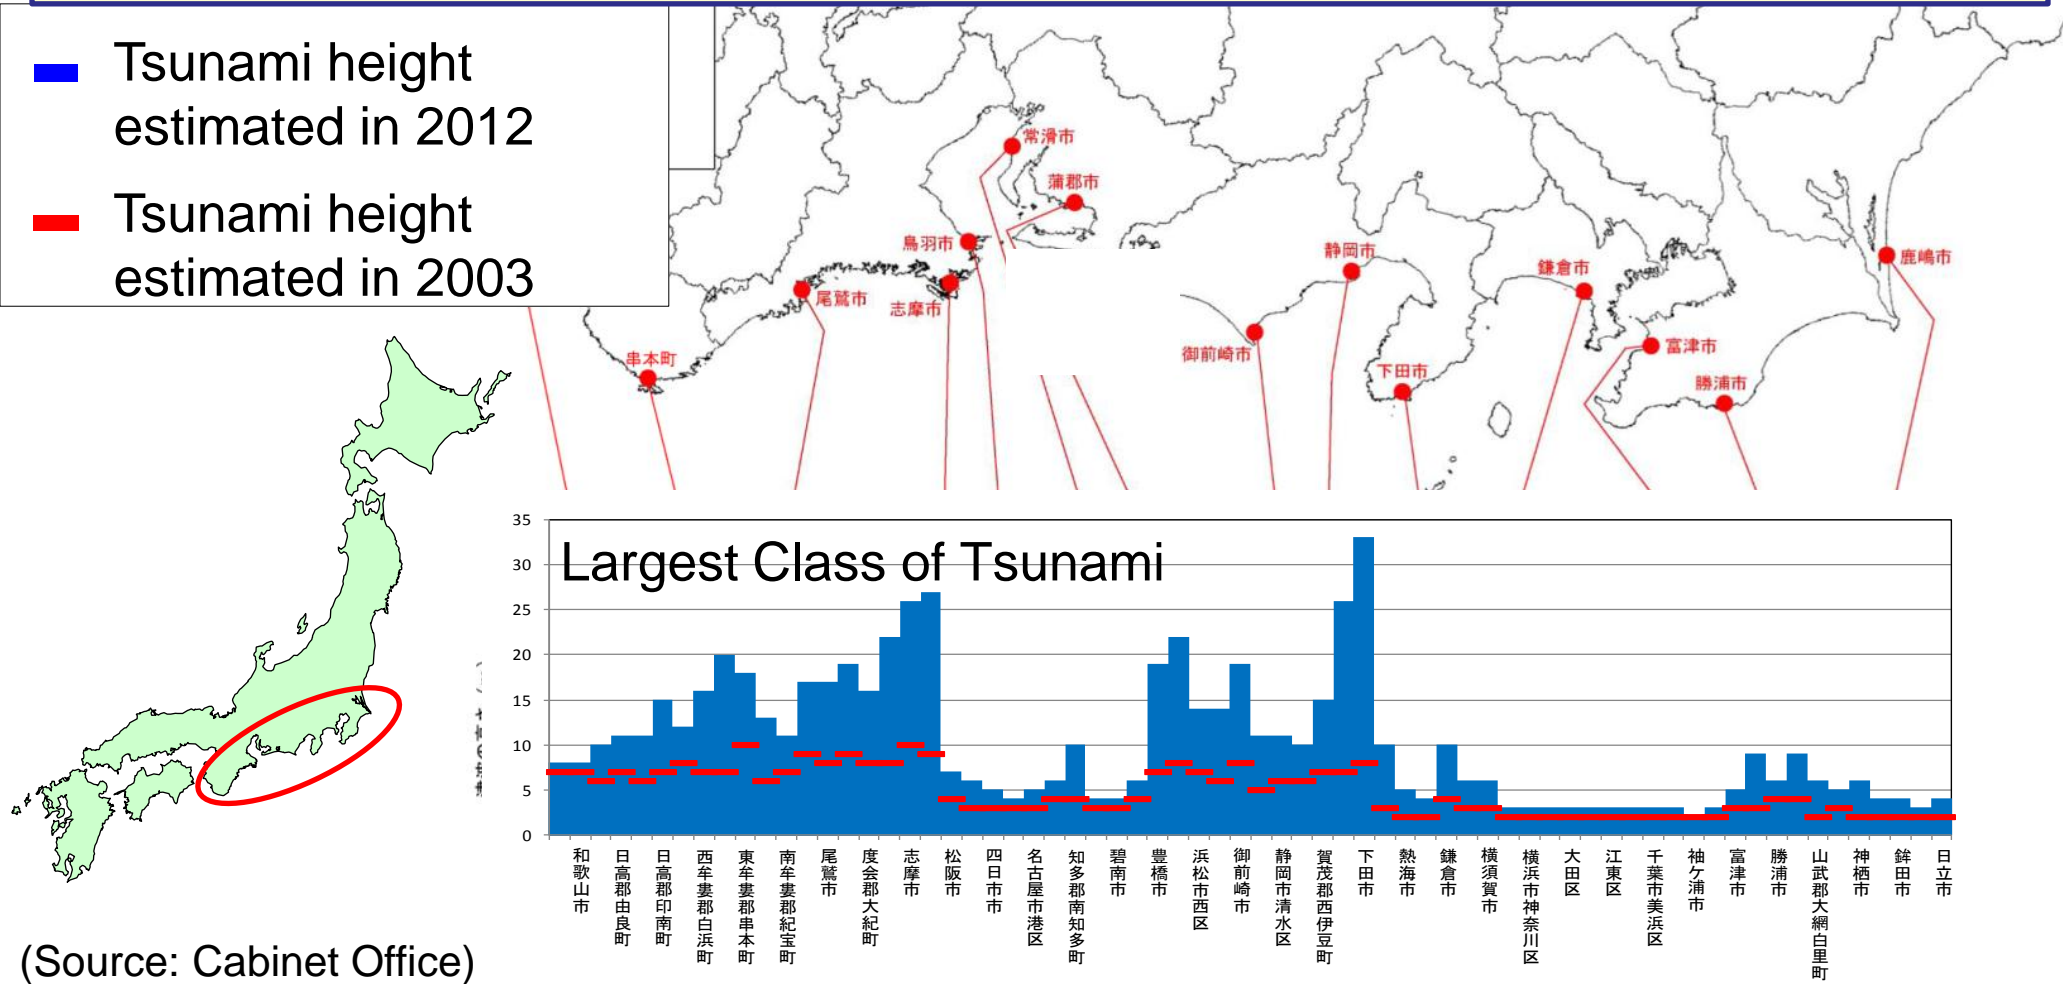 Tsunami height
estimated in 2012
Tsunami height
estimated in 2003
常滑市
蒲郡市
鳥羽市
志摩市
尾鷲市
串本町
静岡市
御前崎市
下田市
鎌倉市
富津市
勝浦市
鹿嶋市
Largest Class of Tsunami
35
30
25
20
15
10
5
0
和歌山市
日高郡由良町
日高郡印南町
西牟婁郡白浜町
東牟婁郡串本町
南牟婁郡紀宝町
尾鷲市
度会郡大紀町
志摩市
松阪市
四日市市
名古屋市港区
知多郡南知多町
碧南市
豊橋市
浜松市西区
御前崎市
静岡市清水区
賀茂郡西伊豆町
下田市
熱海市
鎌倉市
横須賀市
横浜市神奈川区
大田区
江東区
千葉市美浜区
袖ケ浦市
富津市
勝浦市
山武郡大網白里町
神栖市
鉾田市
日立市
(Source: Cabinet Office)